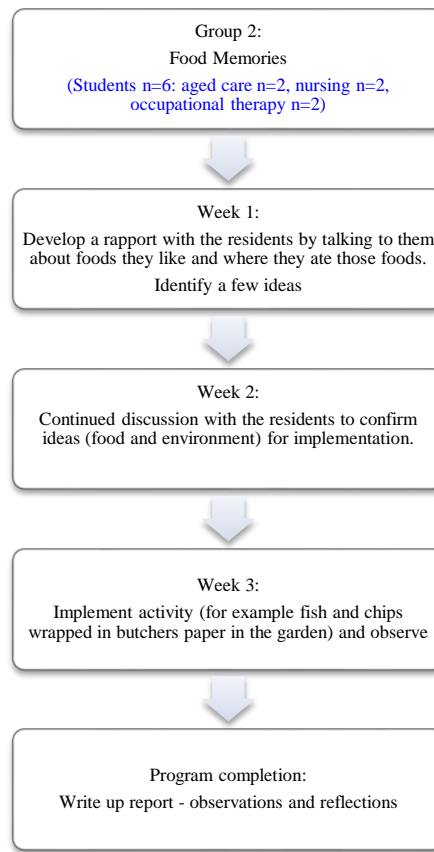 Group 2:
Food Memories
(Students n=6: aged care n=2, nursing n=2,
occupational therapy n=2)
Week 1:
Develop a rapport with the residents by talking to them
about foods they like and where they ate those foods.
Identify a few ideas
Week 2:
Continued discussion with the residents to confirm
ideas (food and environment) for implementation.
Week 3:
Implement activity (for example fish and chips
wrapped in butchers paper in the garden) and observe
Program completion:
Write up report - observations and reflections